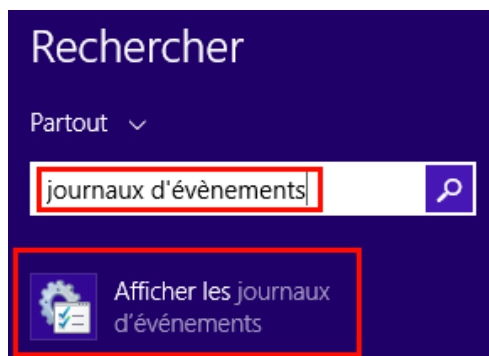 Rechercher
Partout
journaux d'évènements
Afficher les journaux
d’événements